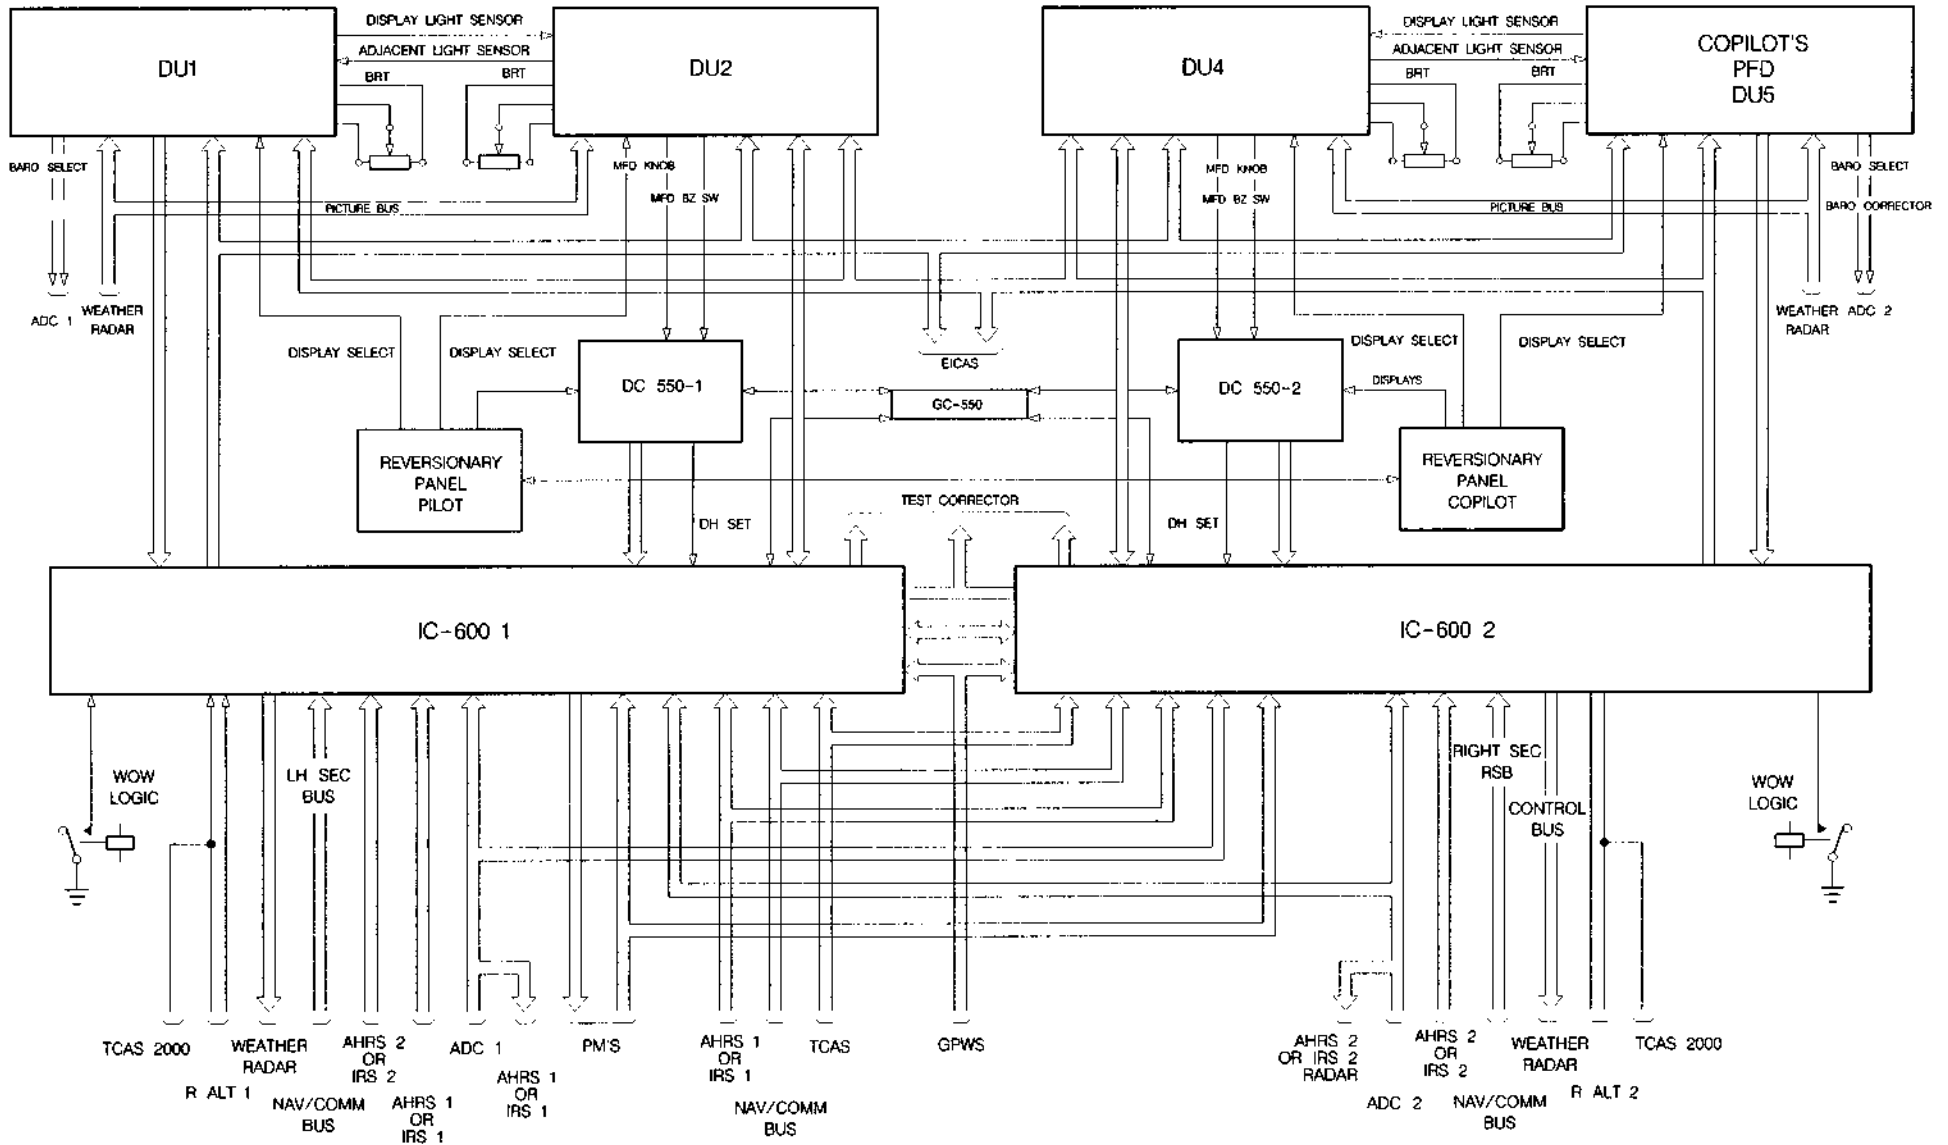 DISPLAY LIGHT SENSOR
ADJACENT LIGHT SENSOR
DU1
BRT
BRT
DU2
DU4
DISPLAY LIGHT SENSOR
ADJACENT LIGHT SENSOR
BRT
BRT
COPILOT'S
PFD
DU5
BARO SELECT
MFD KNOB
MFD BZ SW
PICTURE BUS
MFD KNOB
MFD BZ SW
PICTURE BUS
BARO SELECT
BARO CORRECTOR
ADC 1
WEATHER
RADAR
WEATHER
RADAR
ADC 2
DISPLAY SELECT
DISPLAY SELECT
EICAS
DISPLAY SELECT
DISPLAY SELECT
DC 550-1
GC-550
DC 550-2
DISPLAYS
REVERSIONARY
PANEL
PILOT
REVERSIONARY
PANEL
COPILOT
TEST CORRECTOR
DH SET
DH SET
IC-600 1
IC-600 2
WOW
LOGIC
LH SEC
BUS
RIGHT SEC
RSB
CONTROL
BUS
WOW
LOGIC
TCAS 2000
R ALT 1
WEATHER
RADAR
NAV/COMM
BUS
AHRS 2
OR
IRS 2
AHRS 1
OR
IRS 1
ADC 1
AHRS 1
OR
IRS 1
PM'S
AHRS 1
OR
IRS 1
NAV/COMM
BUS
TCAS
GPWS
AHRS 2
OR IRS 2
RADAR
ADC 2
AHRS 2
OR
IRS 2
NAV/COMM
BUS
WEATHER
RADAR
R ALT 2
TCAS 2000